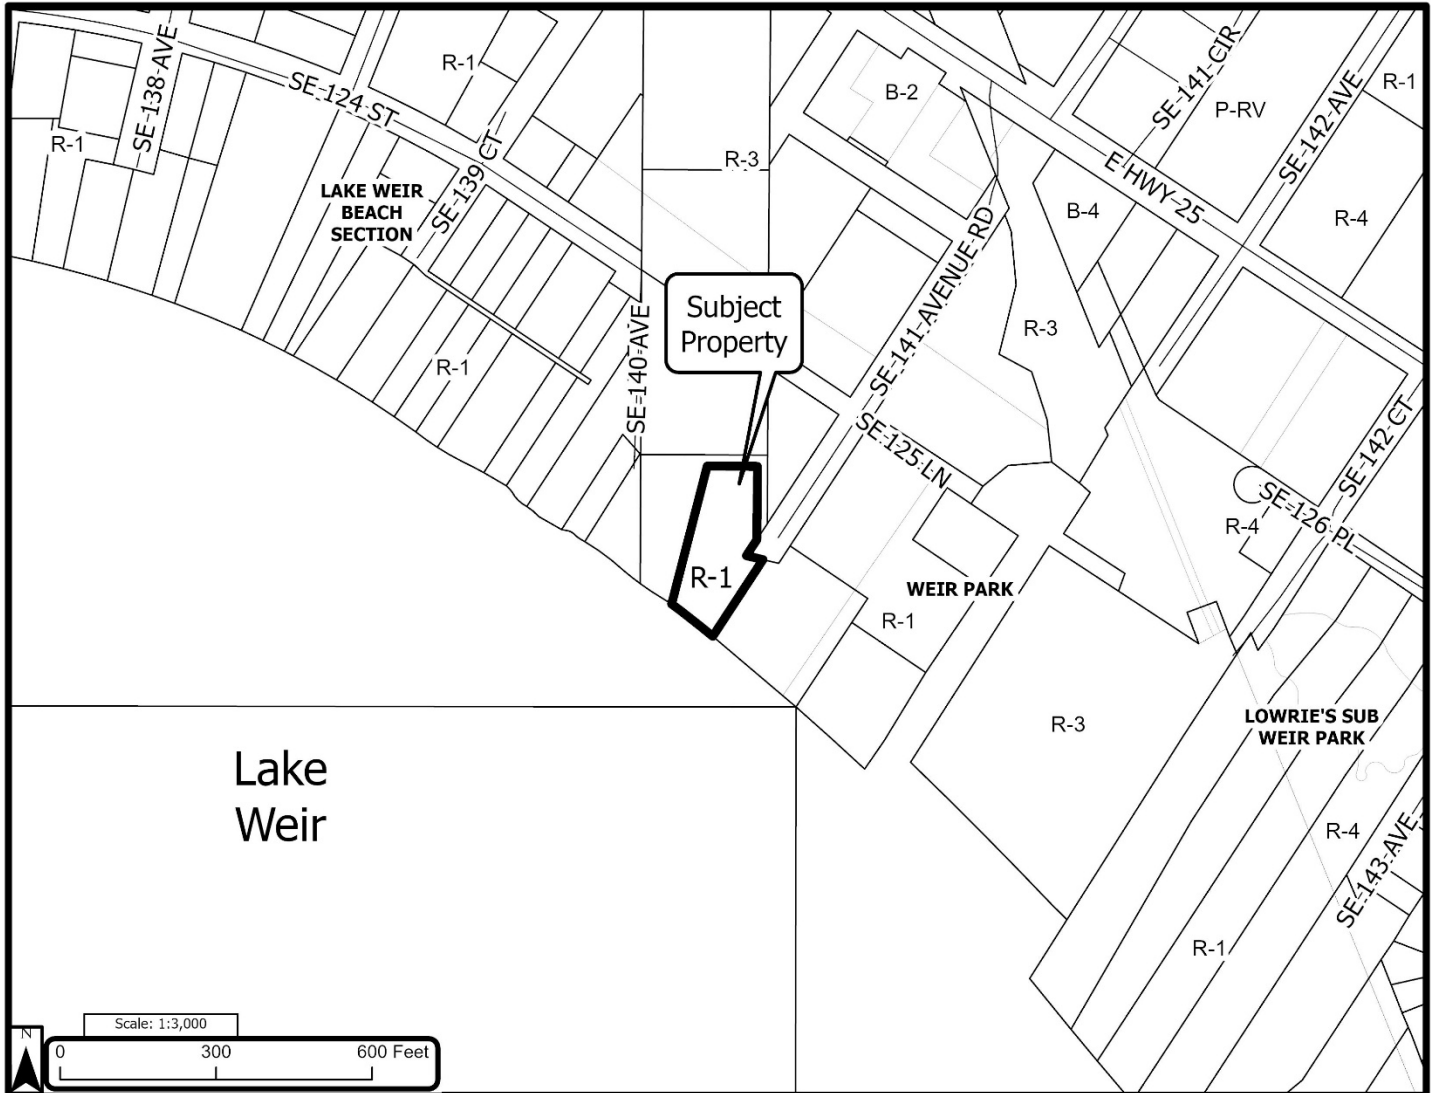 SE 138 AVE
SE 124 ST
R-1
B-2
SE 141 CIR
P-RV
SE 142 AVE
R-1
R-1
SE 139 CT
LAKE WEIR
BEACH
SECTION
R-3
E HWY 25
B-4
R-4
SE 141 AVENUE RD
R-3
Subject
Property
SE 140 AVE
R-1
SE 125 LN
SE 142 CT
SE 126 PL
R-4
R-1
WEIR PARK
R-1
R-3
LOWRIE'S SUB
WEIR PARK
Lake
Weir
R-4
SE 143 AVE
R-1
Scale: 1:3,000
N
0 300 600 Feet